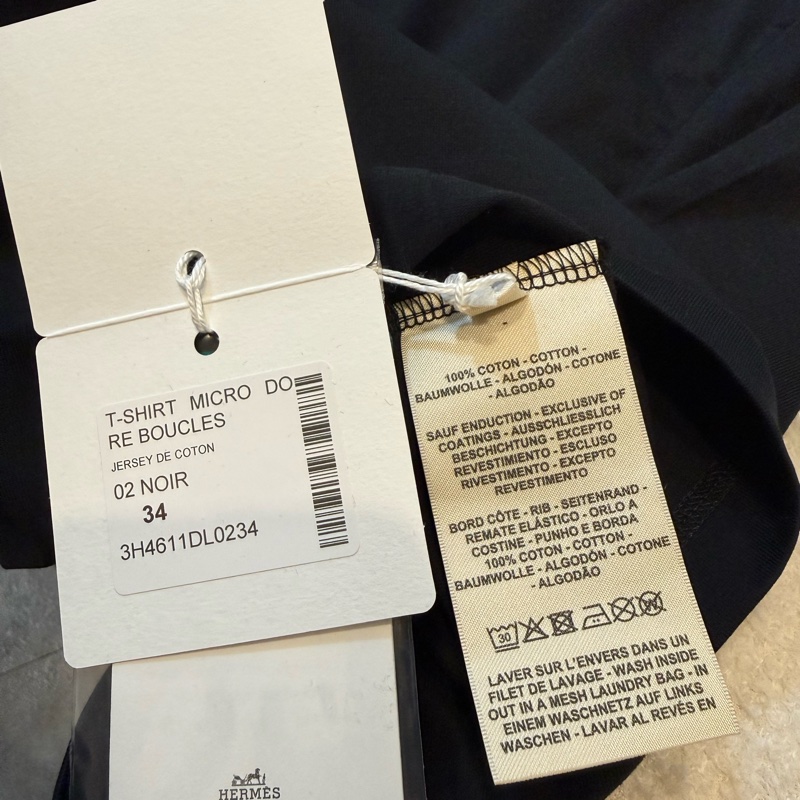 T-SHIRT MICRO DO
RE BOUCLES
JERSEY DE COTON
02 NOIR
34
3H4611DL0234
HERMÈS
100% COTON - COTTON -
BAUMWOLLE - ALGODÓN - COTONE
- ALGODÃO
SAUF ENDUCTION - EXCLUSIVE OF
COATINGS - AUSSCHLIESSLICH
BESCHICHTUNG - EXCEPTO
REVESTIMIENTO - ESCLUSO
RIVESTIMENTO - EXCEPTO
REVESTIMENTO
BORD CÔTE - RIB - SEITENRAND -
REMATE ELÁSTICO - ORLO A
COSTINE - PUNHO E BORDA
100% COTON - COTTON -
BAUMWOLLE - ALGODÓN - COTONE
- ALGODÃO
30
LAVER SUR L'ENVERS DANS UN
FILET DE LAVAGE - WASH INSIDE
OUT IN A MESH LAUNDRY BAG - IN
EINEM WASCHNETZ AUF LINKS
WASCHEN - LAVAR AL REVÉS EN